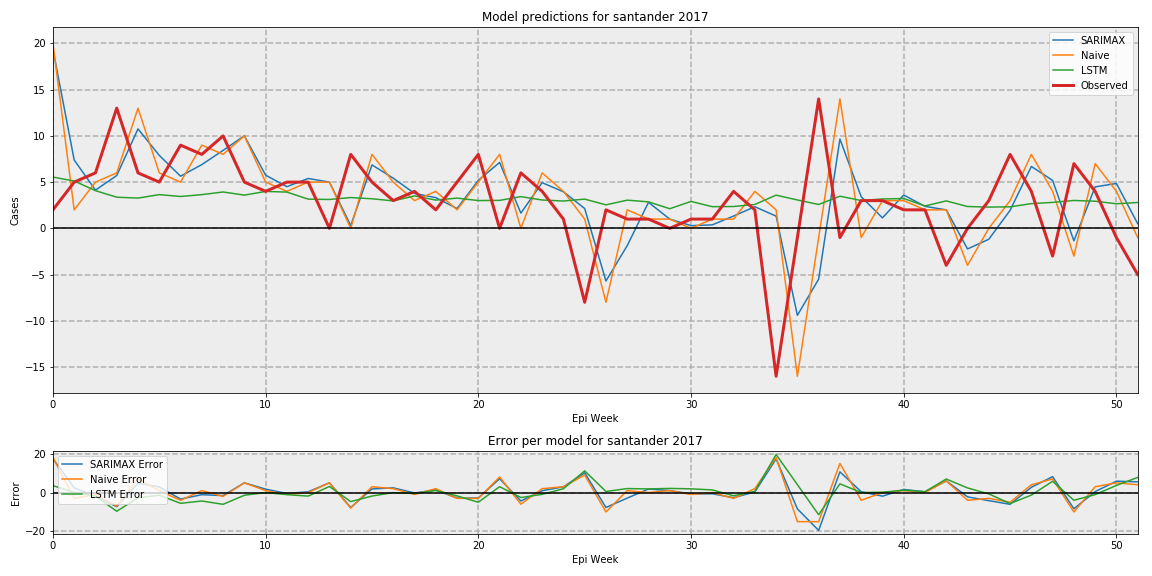 Model predictions for santander 2017
20
15
10
5
0
−5
−10
−15
Cases
SARIMAX
Naive
LSTM
Observed
0 10 20 30 40 50
Epi Week
Error per model for santander 2017
20
0
−20
Error
SARIMAX Error
Naive Error
LSTM Error
0 10 20 30 40 50
Epi Week